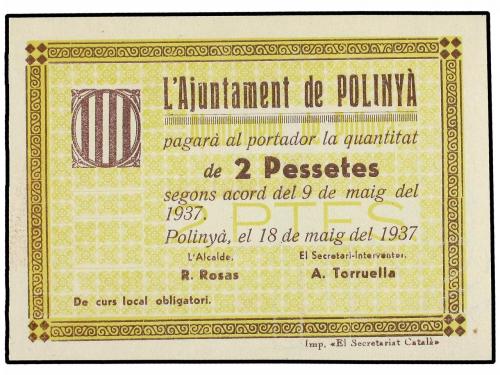 L'Ajuntament de POLINYÀ
pagarà al portador la quantitat
de 2 Pessetes
segons acord del 9 de maig del
1937.
2 PTES
Polinyà, el 18 de maig del 1937
L'Alcalde, El Secretari-Interventor,
R. Rosas A. Torruella
De curs local obligatori.
Imp. «El Secretariat Català»